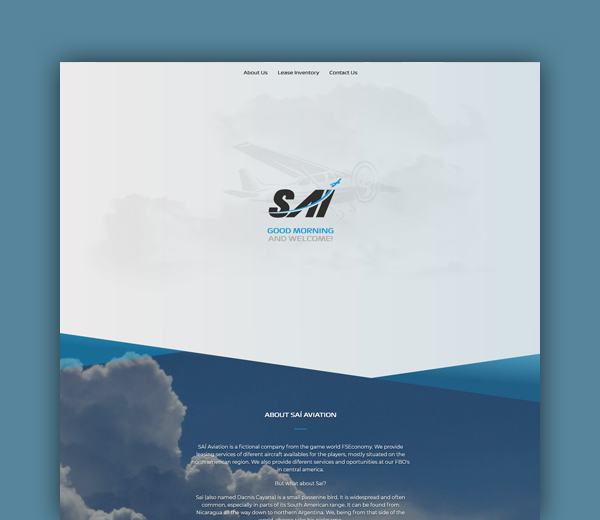 About Us Lease Inventory Contact Us
SAÍ
GOOD MORNING
AND WELCOME!
ABOUT SAÍ AVIATION
SAÍ Aviation is a fictional company from the game world FSEconomy. We provide
leasing services of diferent aircraft availables for the players, mostly situated on the
north american region. We also provide diferent services and oportunities at our FBO's
in central america.
But what about Saí?
Saí (also named Dacnis Cayana) is a small passerine bird. It is widespread and often
common, especially in parts of its South American range. It can be found from
Nicaragua all the way down to northern Argentina. We, being from that side of the